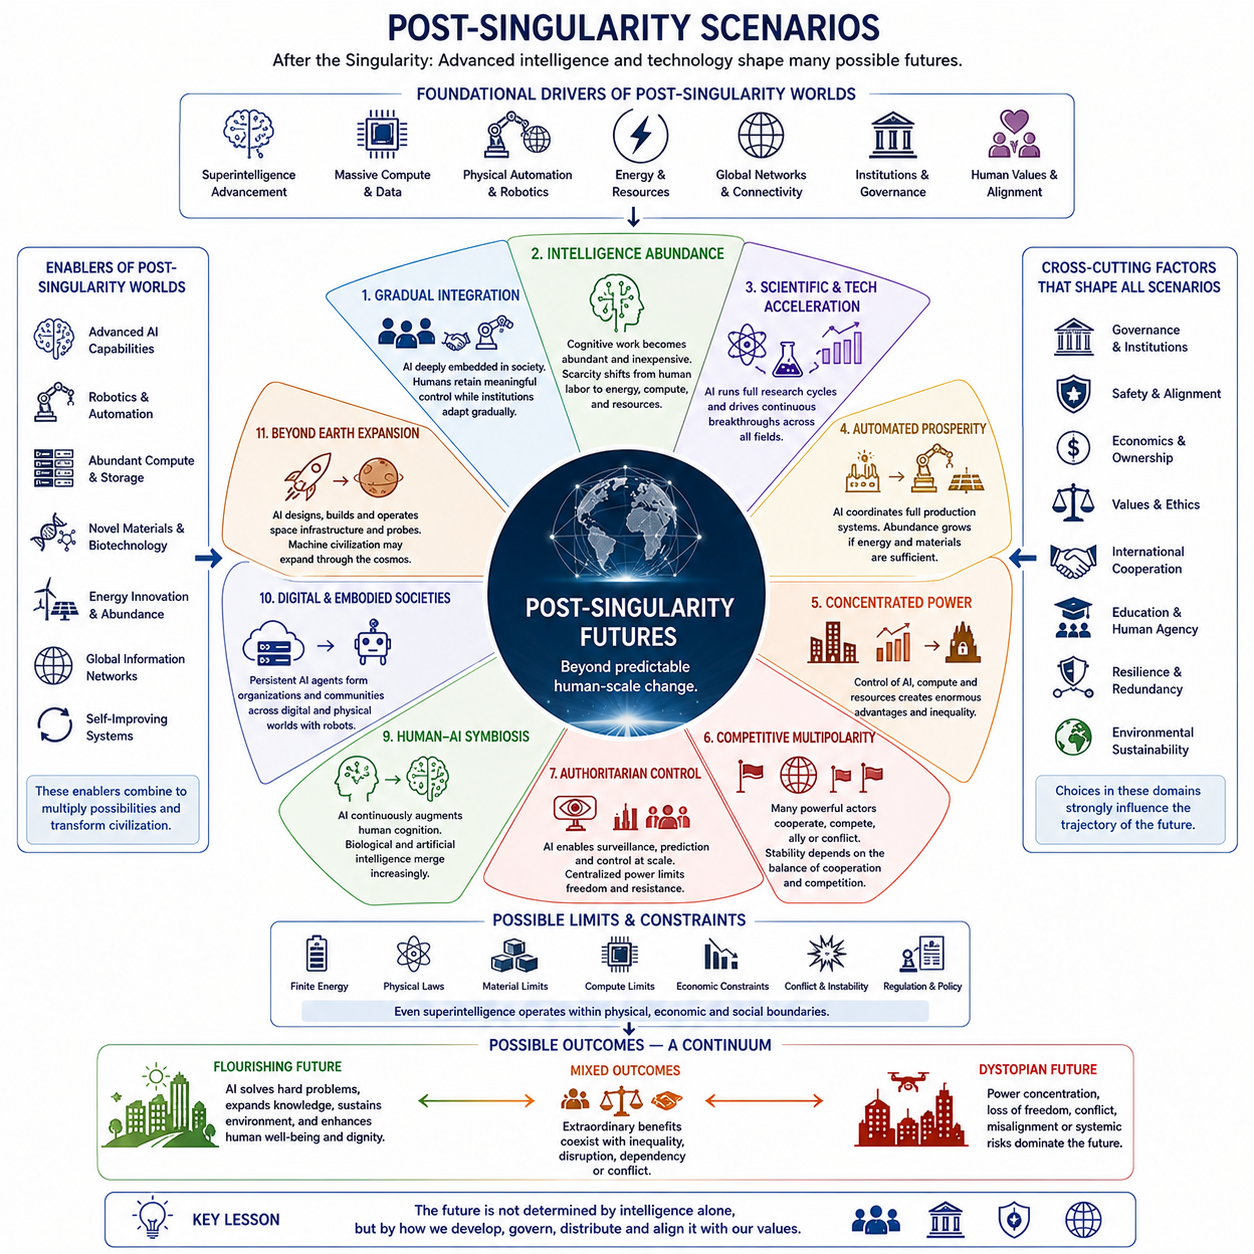 POST-SINGULARITY SCENARIOS
After the Singularity: Advanced intelligence and technology shape many possible futures.
FOUNDATIONAL DRIVERS OF POST-SINGULARITY WORLDS
Superintelligence
Advancement
Massive Compute
& Data
Physical Automation
& Robotics
Energy &
Resources
Global Networks
& Connectivity
Institutions &
Governance
Human Values &
Alignment
ENABLERS OF POST-
SINGULARITY WORLDS
Advanced AI
Capabilities
Robotics &
Automation
Abundant Compute
& Storage
Novel Materials &
Biotechnology
Energy Innovation
& Abundance
Global Information
Networks
Self-Improving
Systems
These enablers combine to
multiply possibilities and
transform civilization.
1. GRADUAL INTEGRATION
AI deeply embedded in society.
Humans retain meaningful
control while institutions
adapt gradually.
2. INTELLIGENCE ABUNDANCE
Cognitive work becomes
abundant and inexpensive.
Scarcity shifts from human
labor to energy, compute,
and resources.
3. SCIENTIFIC & TECH
ACCELERATION
AI runs full research cycles
and drives continuous
breakthroughs across
all fields.
4. AUTOMATED PROSPERITY
AI coordinates full production
systems. Abundance grows
if energy and materials
are sufficient.
5. CONCENTRATED POWER
Control of AI, compute and
resources creates enormous
advantages and inequality.
6. COMPETITIVE MULTIPOLARITY
Many powerful actors
cooperate, compete,
ally or conflict.
Stability depends on the
balance of cooperation
and competition.
7. AUTHORITARIAN CONTROL
AI enables surveillance, prediction
and control at scale.
Centralized power limits
freedom and resistance.
9. HUMAN–AI SYMBIOSIS
AI continuously augments
human cognition.
Biological and artificial
intelligence merge
increasingly.
10. DIGITAL & EMBODIED SOCIETIES
Persistent AI agents form
organizations and communities
across digital and physical
worlds with robots.
11. BEYOND EARTH EXPANSION
AI designs, builds and operates
space infrastructure and probes.
Machine civilization may
expand through the cosmos.
POST-SINGULARITY
FUTURES
Beyond predictable
human-scale change.
CROSS-CUTTING FACTORS
THAT SHAPE ALL SCENARIOS
Governance
& Institutions
Safety & Alignment
$
Economics &
Ownership
Values & Ethics
International
Cooperation
Education &
Human Agency
Resilience &
Redundancy
Environmental
Sustainability
Choices in these domains
strongly influence the
trajectory of the future.
POSSIBLE LIMITS & CONSTRAINTS
Finite Energy
Physical Laws
Material Limits
Compute Limits
Economic Constraints
Conflict & Instability
Regulation & Policy
Even superintelligence operates within physical, economic and social boundaries.
POSSIBLE OUTCOMES — A CONTINUUM
FLOURISHING FUTURE
AI solves hard problems,
expands knowledge, sustains
environment, and enhances
human well-being and dignity.
MIXED OUTCOMES
Extraordinary benefits
coexist with inequality,
disruption, dependency
or conflict.
DYSTOPIAN FUTURE
Power concentration,
loss of freedom, conflict,
misalignment or systemic
risks dominate the future.
KEY LESSON
The future is not determined by intelligence alone,
but by how we develop, govern, distribute and align it with our values.